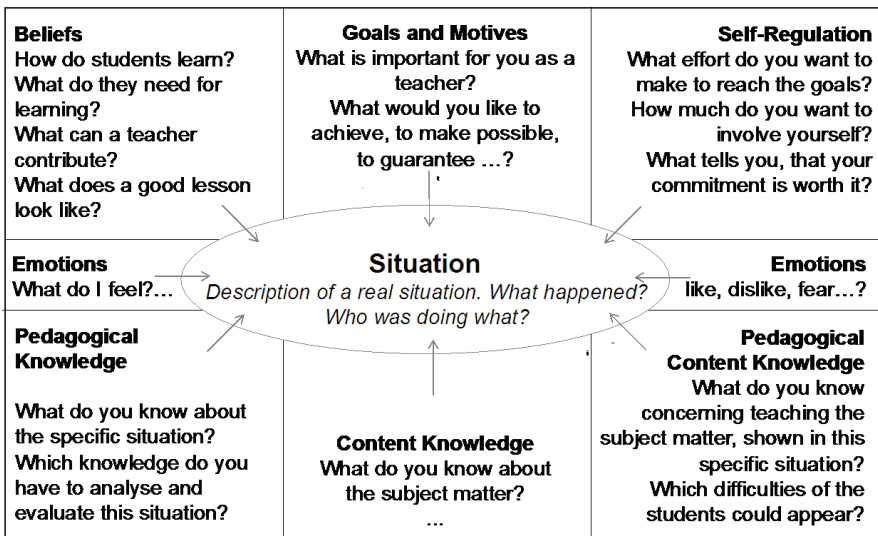 Beliefs
How do students learn?
What do they need for
learning?
What can a teacher
contribute?
What does a good lesson
look like?
Goals and Motives
What is important for you as a
teacher?
What would you like to
achieve, to make possible,
to guarantee …?
Self-Regulation
What effort do you want to
make to reach the goals?
How much do you want to
involve yourself?
What tells you, that your
commitment is worth it?
Emotions
What do I feel?...
Situation
Description of a real situation. What happened?
Who was doing what?
Emotions
like, dislike, fear…?
Pedagogical
Knowledge
What do you know about
the specific situation?
Which knowledge do you
have to analyse and
evaluate this situation?
Content Knowledge
What do you know about
the subject matter?
…
Pedagogical
Content Knowledge
What do you know
concerning teaching the
subject matter, shown in this
specific situation?
Which difficulties of the
students could appear?